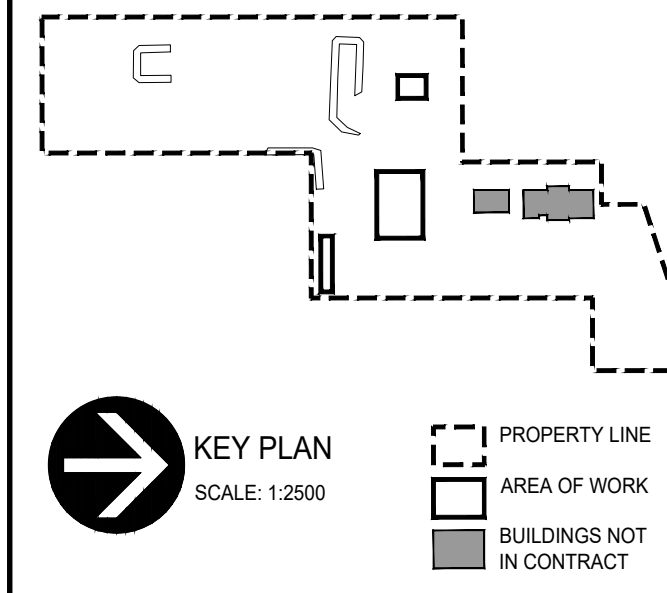 KEY PLAN
SCALE: 1:2500
PROPERTY LINE
AREA OF WORK
BUILDINGS NOT
IN CONTRACT